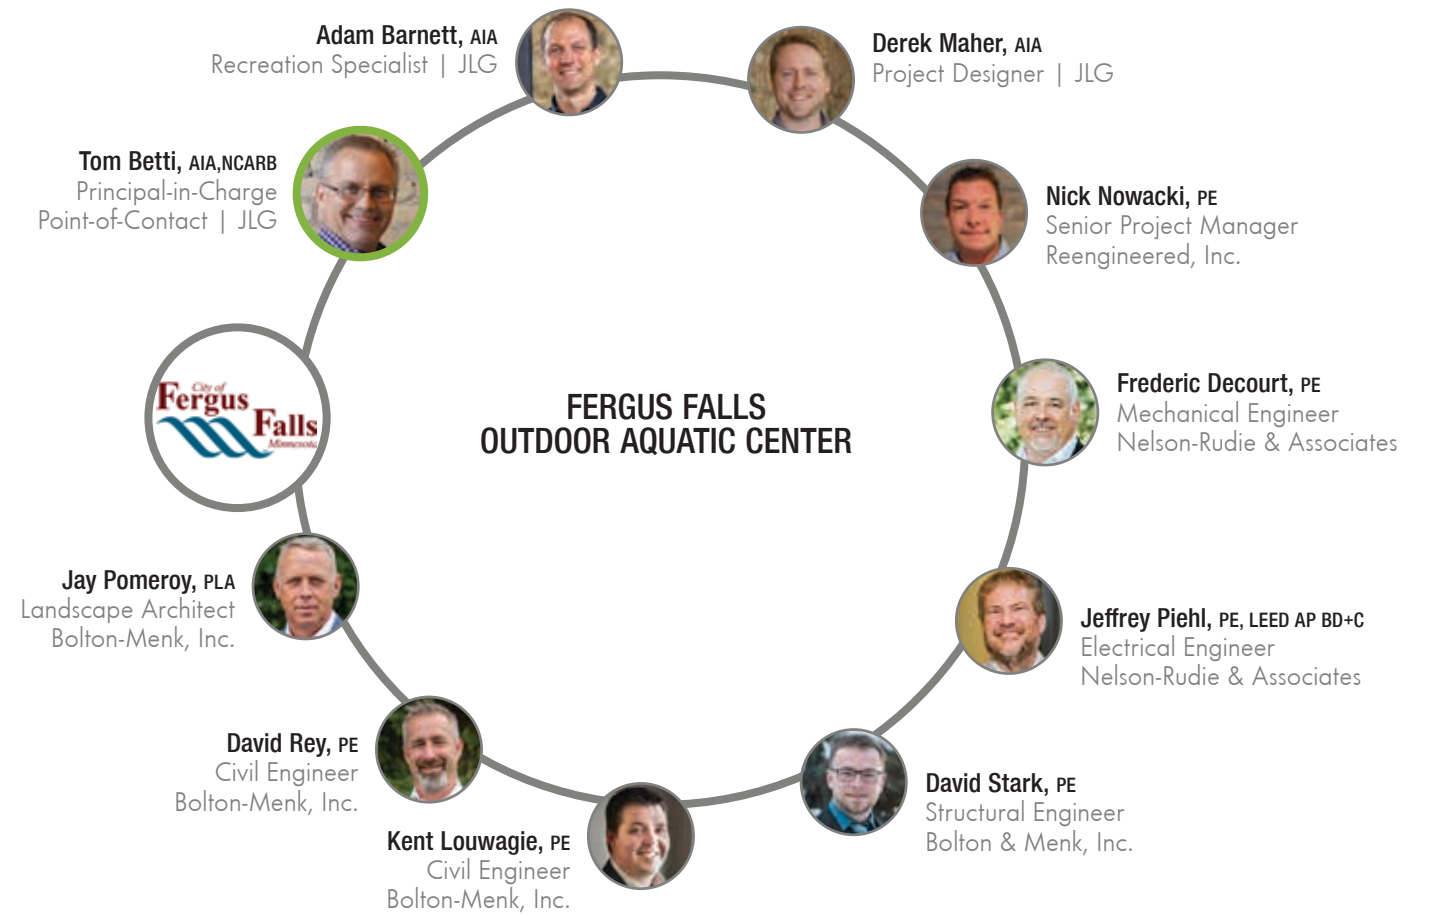 Adam Barnett, AIA
Recreation Specialist | JLG
Derek Maher, AIA
Project Designer | JLG
Tom Betti, AIA,NCARB
Principal-in-Charge
Point-of-Contact | JLG
Nick Nowacki, PE
Senior Project Manager
Reengineered, Inc.
City of
Fergus
Falls
Minnesota
FERGUS FALLS
OUTDOOR AQUATIC CENTER
Frederic Decourt, PE
Mechanical Engineer
Nelson-Rudie & Associates
Jay Pomeroy, PLA
Landscape Architect
Bolton-Menk, Inc.
Jeffrey Piehl, PE, LEED AP BD+C
Electrical Engineer
Nelson-Rudie & Associates
David Rey, PE
Civil Engineer
Bolton-Menk, Inc.
David Stark, PE
Structural Engineer
Bolton & Menk, Inc.
Kent Louwagie, PE
Civil Engineer
Bolton-Menk, Inc.